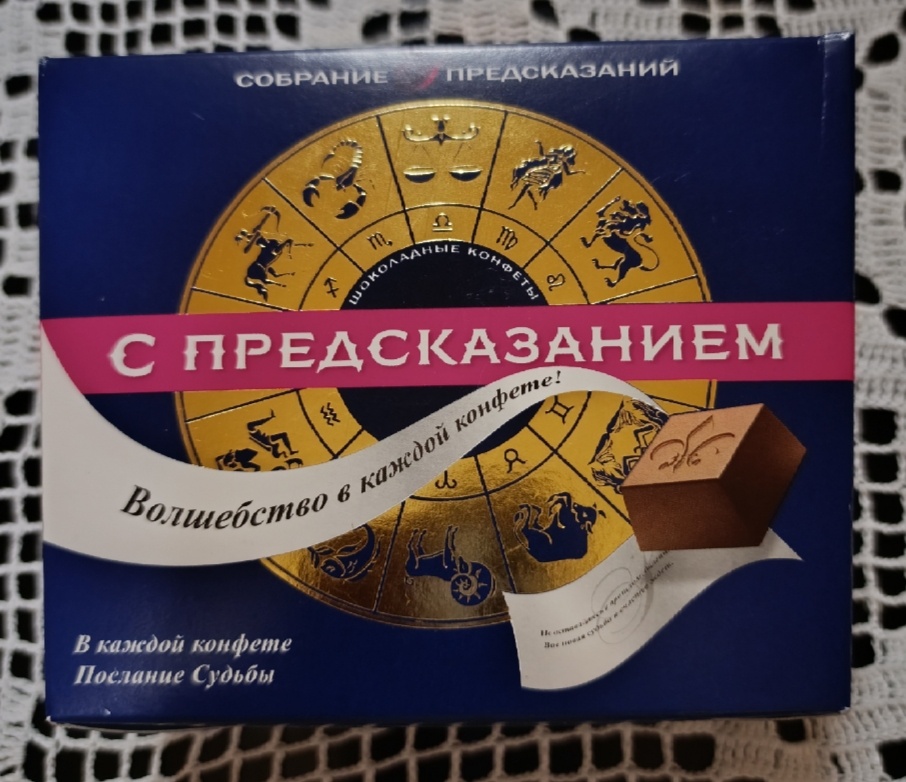 СОБРАНИЕ ПРЕДСКАЗАНИЙ
ШОКОЛАДНЫЕ КОНФЕТЫ
С ПРЕДСКАЗАНИЕМ
Волшебство в каждой конфете!
В каждой конфете
Послание Судьбы